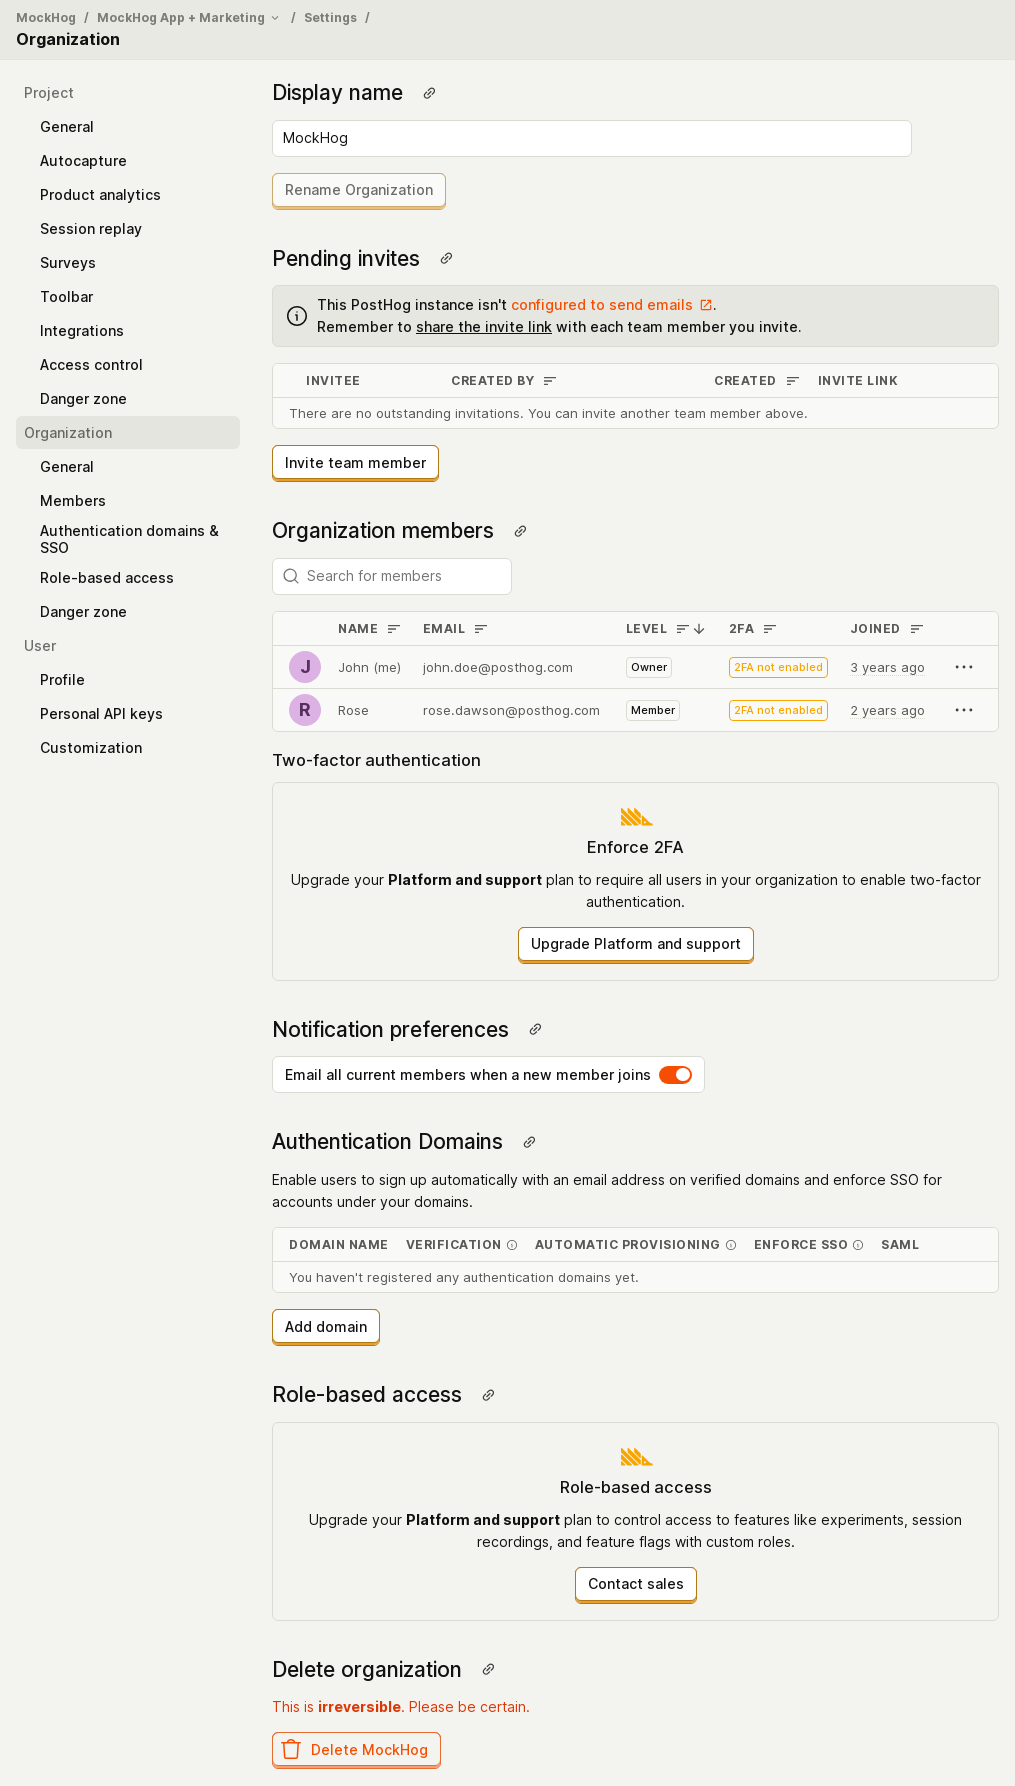 MockHog / MockHog App + Marketing / Settings /
Organization
Project
General
Autocapture
Product analytics
Session replay
Surveys
Toolbar
Integrations
Access control
Danger zone
Organization
General
Members
Authentication domains &
SSO
Role-based access
Danger zone
User
Profile
Personal API keys
Customization
Display name
MockHog
Rename Organization
Pending invites
This PostHog instance isn't configured to send emails.
Remember to share the invite link with each team member you invite.
INVITEE CREATED BY CREATED INVITE LINK
There are no outstanding invitations. You can invite another team member above.
Invite team member
Organization members
Search for members
NAME EMAIL LEVEL 2FA JOINED
J John (me) john.doe@posthog.com Owner 2FA not enabled 3 years ago
R Rose rose.dawson@posthog.com Member 2FA not enabled 2 years ago
Two-factor authentication
Enforce 2FA
Upgrade your Platform and support plan to require all users in your organization to enable two-factor
authentication.
Upgrade Platform and support
Notification preferences
Email all current members when a new member joins
Authentication Domains
Enable users to sign up automatically with an email address on verified domains and enforce SSO for
accounts under your domains.
DOMAIN NAME VERIFICATION AUTOMATIC PROVISIONING ENFORCE SSO SAML
You haven't registered any authentication domains yet.
Add domain
Role-based access
Role-based access
Upgrade your Platform and support plan to control access to features like experiments, session
recordings, and feature flags with custom roles.
Contact sales
Delete organization
This is irreversible. Please be certain.
Delete MockHog